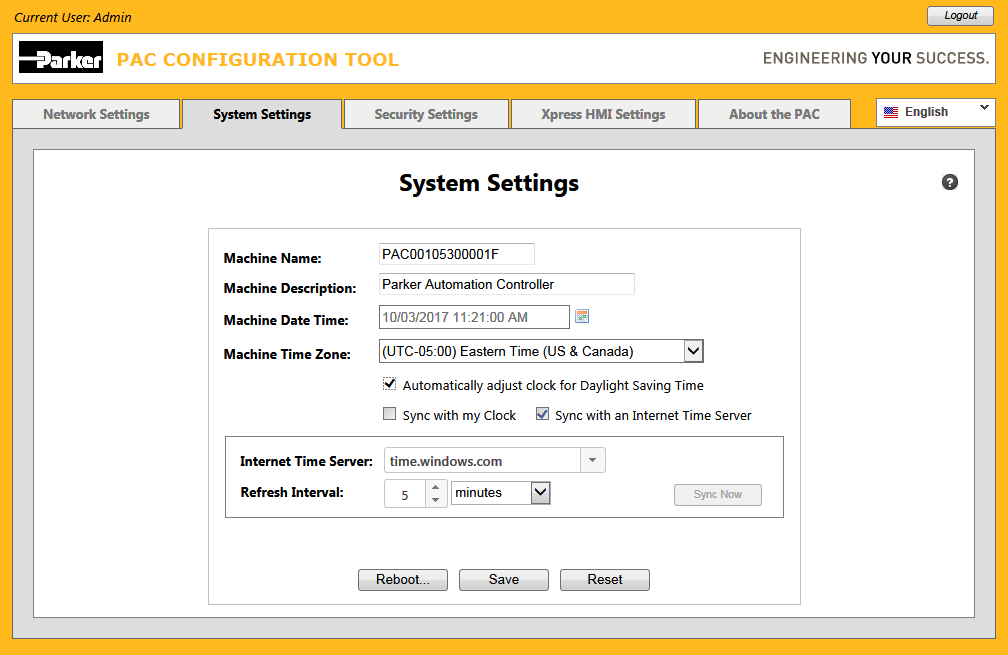 Current User: Admin
Logout
Parker
PAC CONFIGURATION TOOL
ENGINEERING YOUR SUCCESS.
Network Settings
System Settings
Security Settings
Xpress HMI Settings
About the PAC
English
System Settings
?
Machine Name: PAC00105300001F
Machine Description: Parker Automation Controller
Machine Date Time: 10/03/2017 11:21:00 AM
Machine Time Zone: (UTC-05:00) Eastern Time (US & Canada)
Automatically adjust clock for Daylight Saving Time
Sync with my Clock
Sync with an Internet Time Server
Internet Time Server: time.windows.com
Refresh Interval: 5 minutes
Sync Now
Reboot...
Save
Reset